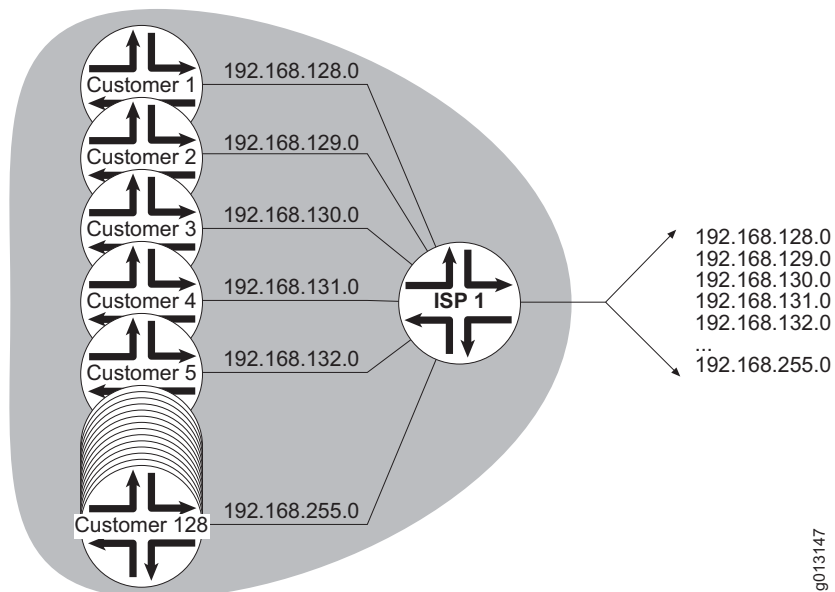 Customer 1
192.168.128.0
Customer 2
192.168.129.0
Customer 3
192.168.130.0
Customer 4
192.168.131.0
Customer 5
192.168.132.0
Customer 128
192.168.255.0
ISP 1
192.168.128.0
192.168.129.0
192.168.130.0
192.168.131.0
192.168.132.0
...
192.168.255.0
g013147